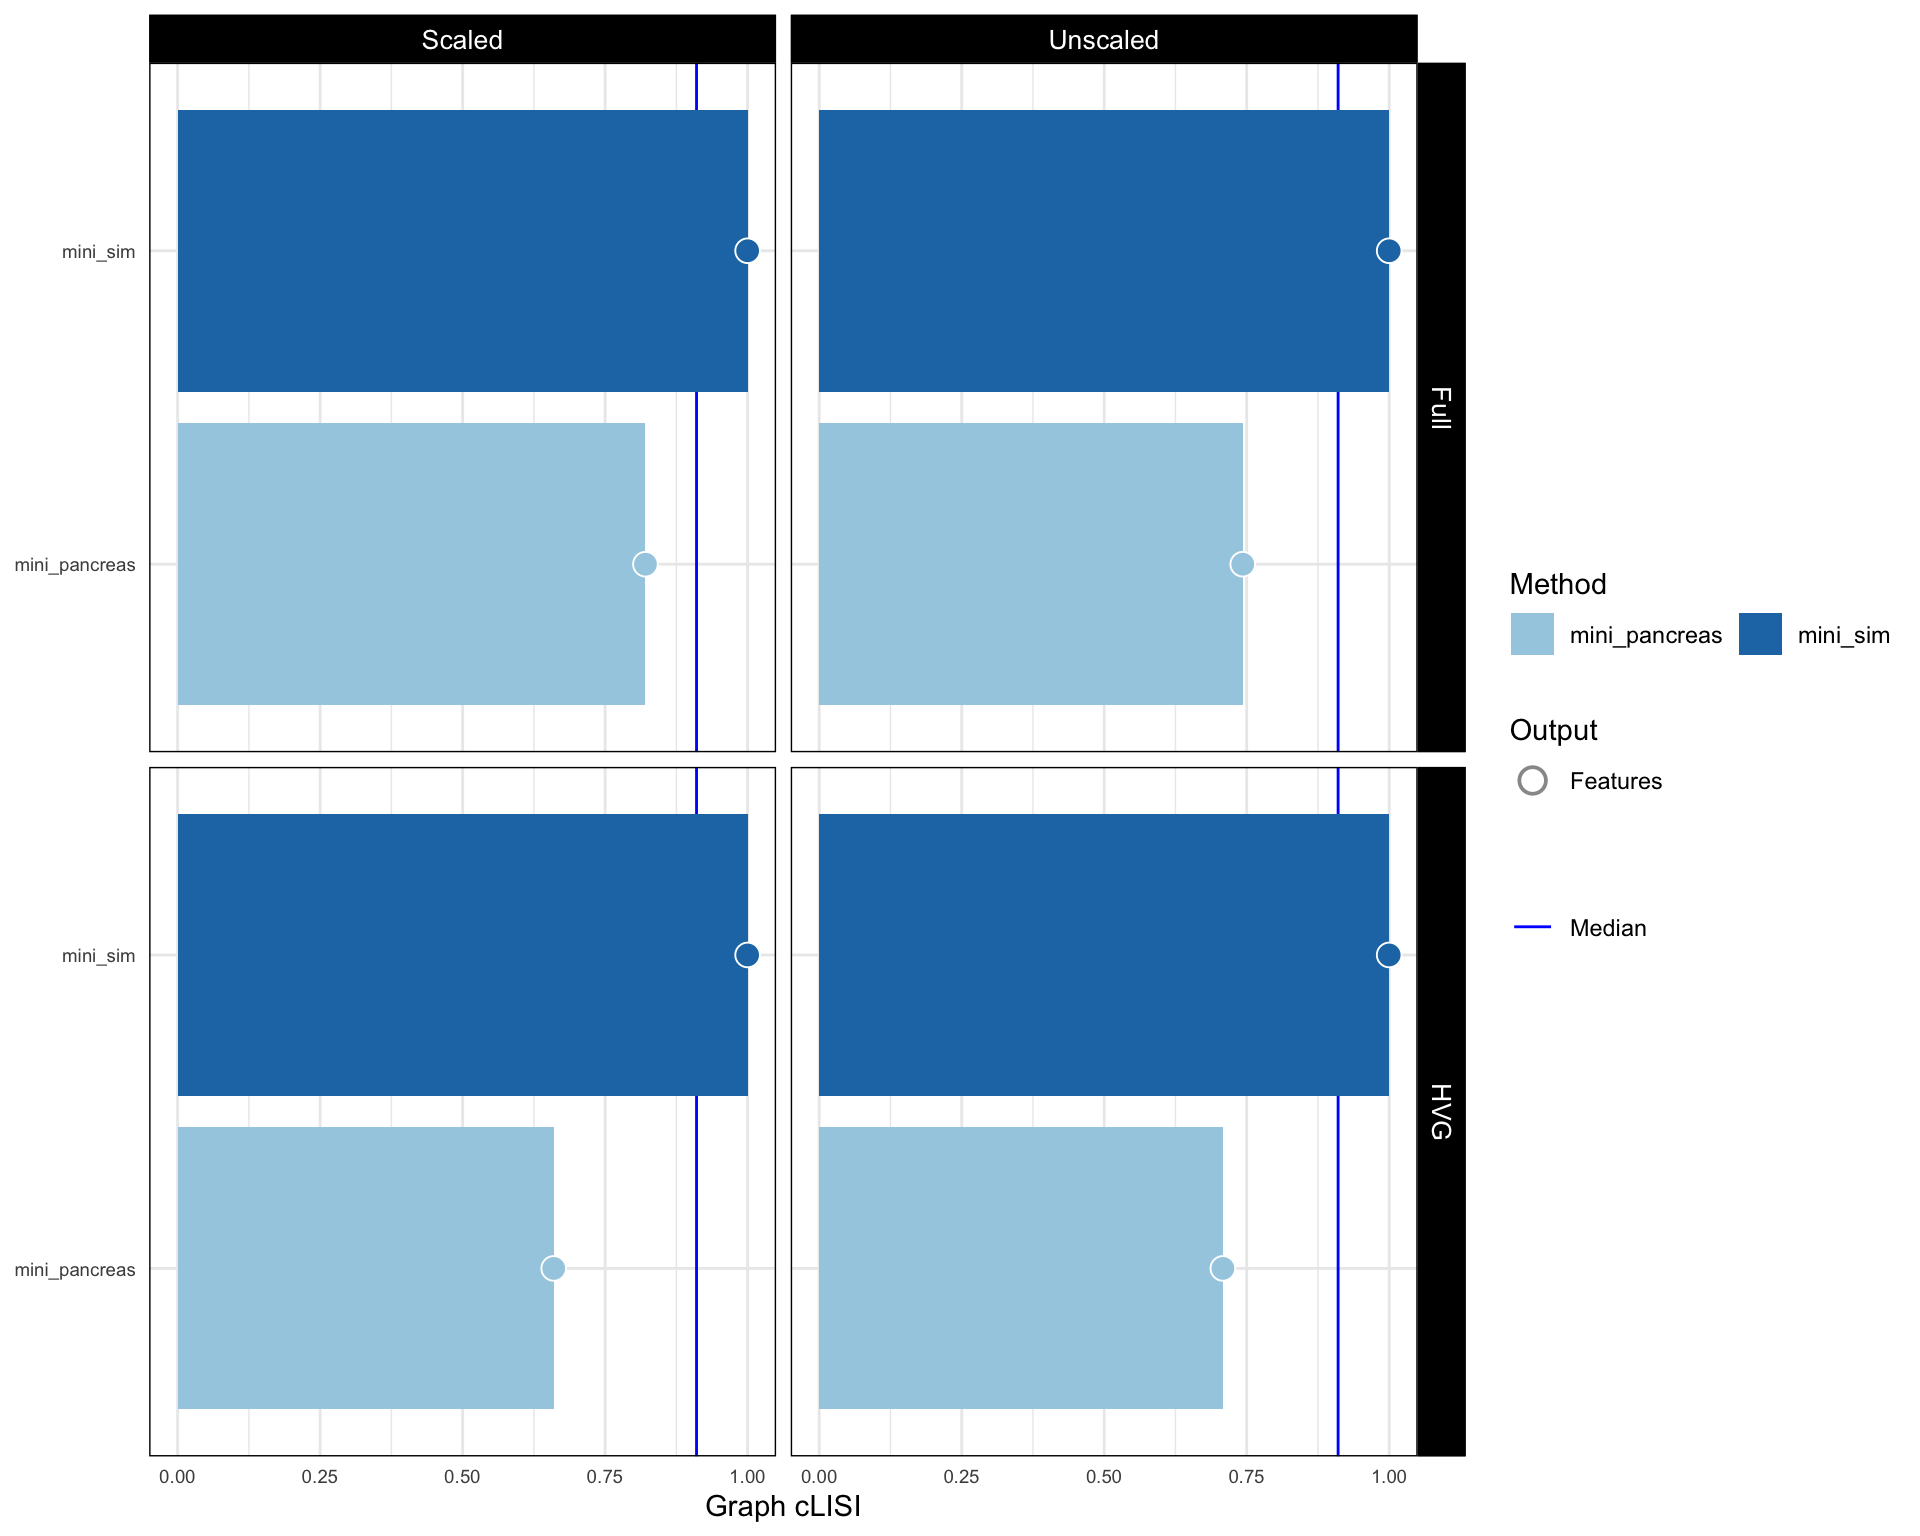 Scaled
Unscaled
Full
mini_sim
mini_pancreas
HVG
mini_sim
mini_pancreas
0.00 0.25 0.50 0.75 1.00
0.00 0.25 0.50 0.75 1.00
Graph cLISI
Method
mini_pancreas mini_sim
Output
Features
Median